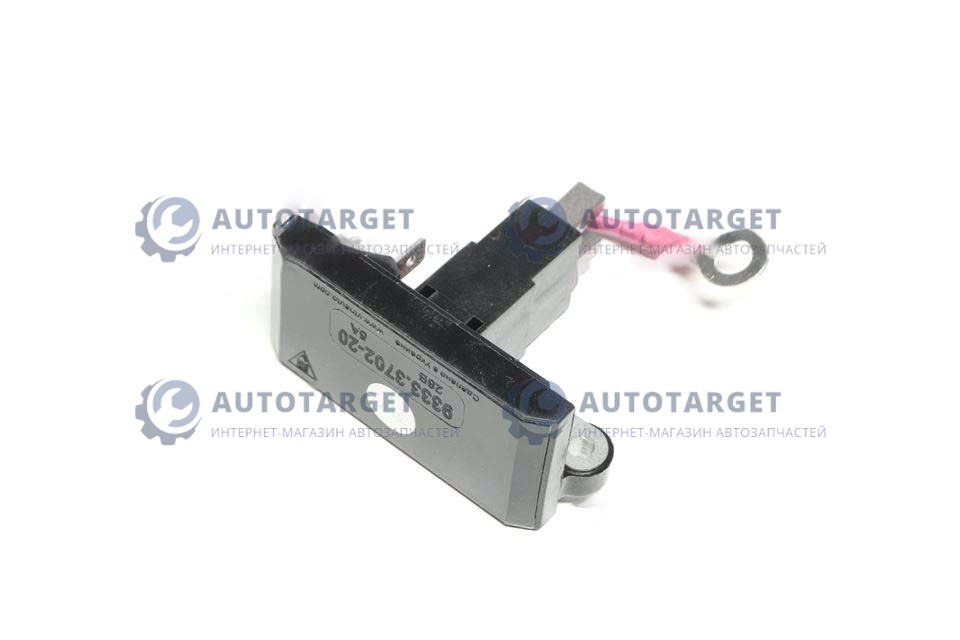 AUTOTARGET
ИНТЕРНЕТ-МАГАЗИН АВТОЗАПЧАСТЕЙ
AUTOTARGET
ИНТЕРНЕТ-МАГАЗИН АВТОЗАПЧАСТЕЙ
9333.3702-20
28В
5А
Сделано в Украине
www.vtnauto.com
AUTOTARGET
ИНТЕРНЕТ-МАГАЗИН АВТОЗАПЧАСТЕЙ
AUTOTARGET
ИНТЕРНЕТ-МАГАЗИН АВТОЗАПЧАСТЕЙ